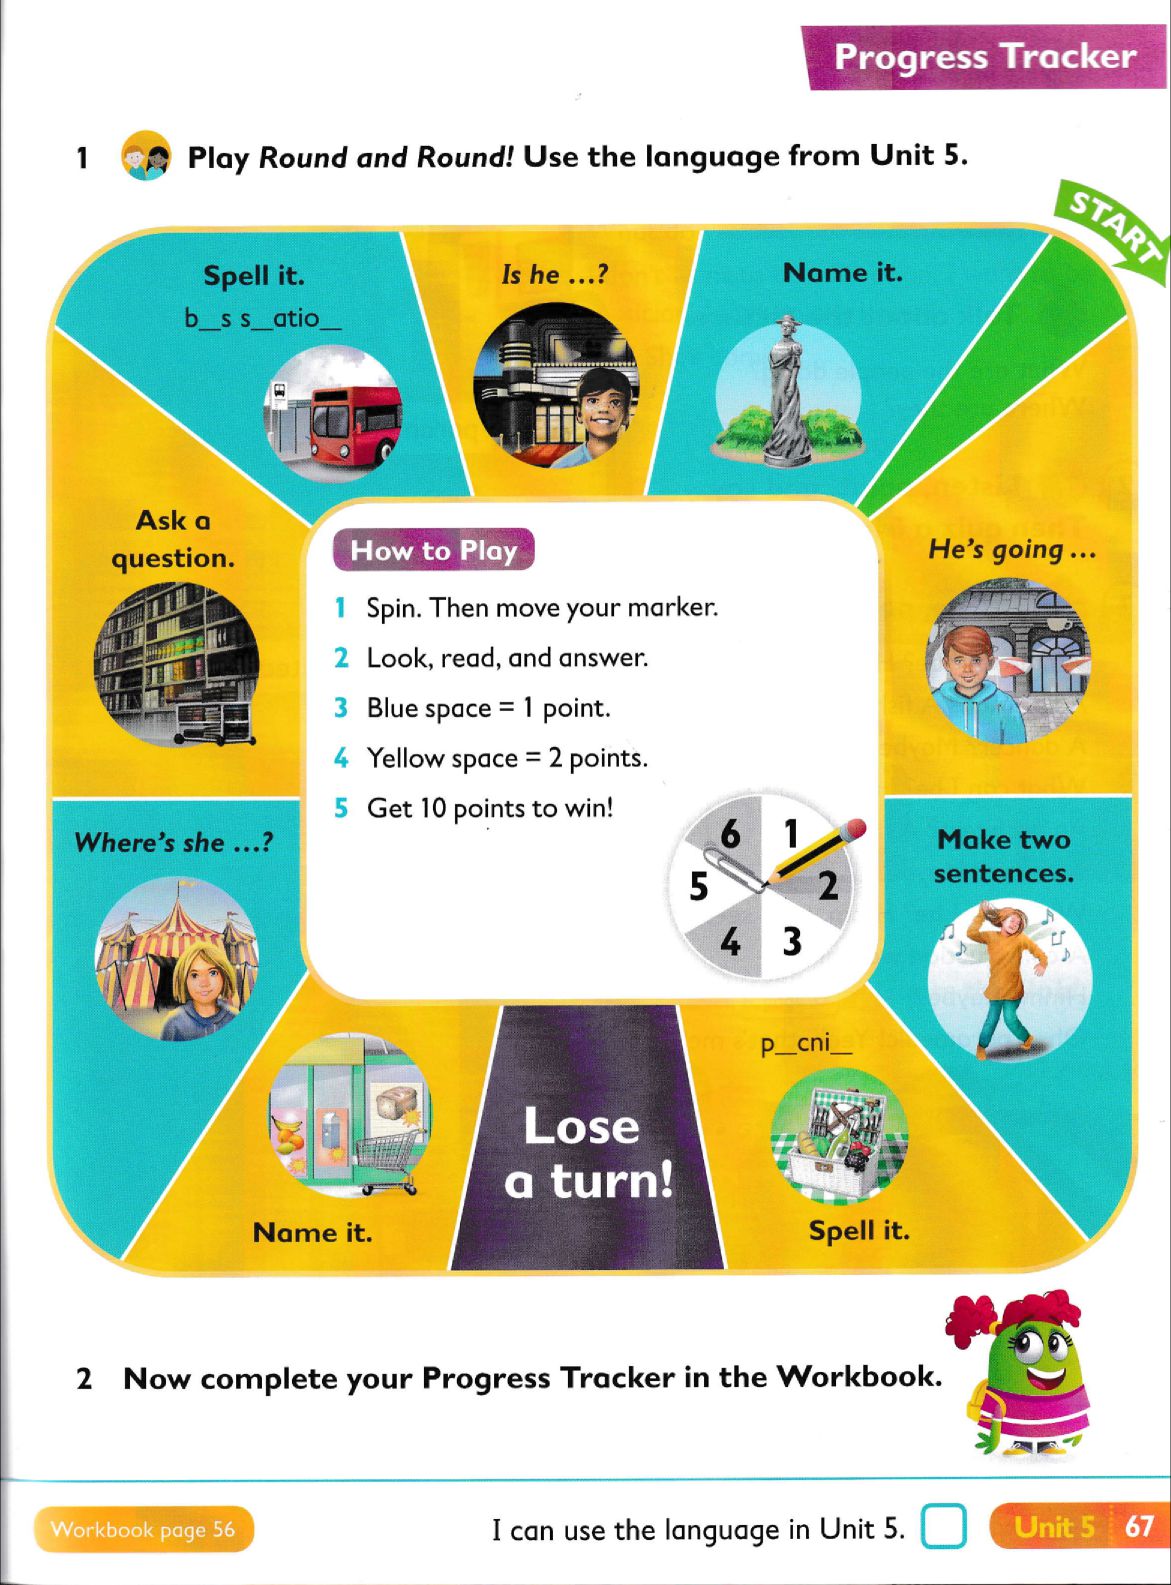 Progress Tracker
1 Play Round and Round! Use the language from Unit 5.
START
Spell it.
b__s s__atio__
Is he ...?
Name it.
Ask a
question.
He's going ...
How to Play
1 Spin. Then move your marker.
2 Look, read, and answer.
3 Blue space = 1 point.
4 Yellow space = 2 points.
5 Get 10 points to win!
6 1
5 2
4 3
Where's she ...?
Make two
sentences.
Name it.
Lose
a turn!
p__cni__
Spell it.
2 Now complete your Progress Tracker in the Workbook.
Workbook page 56
I can use the language in Unit 5.
Unit 5 67